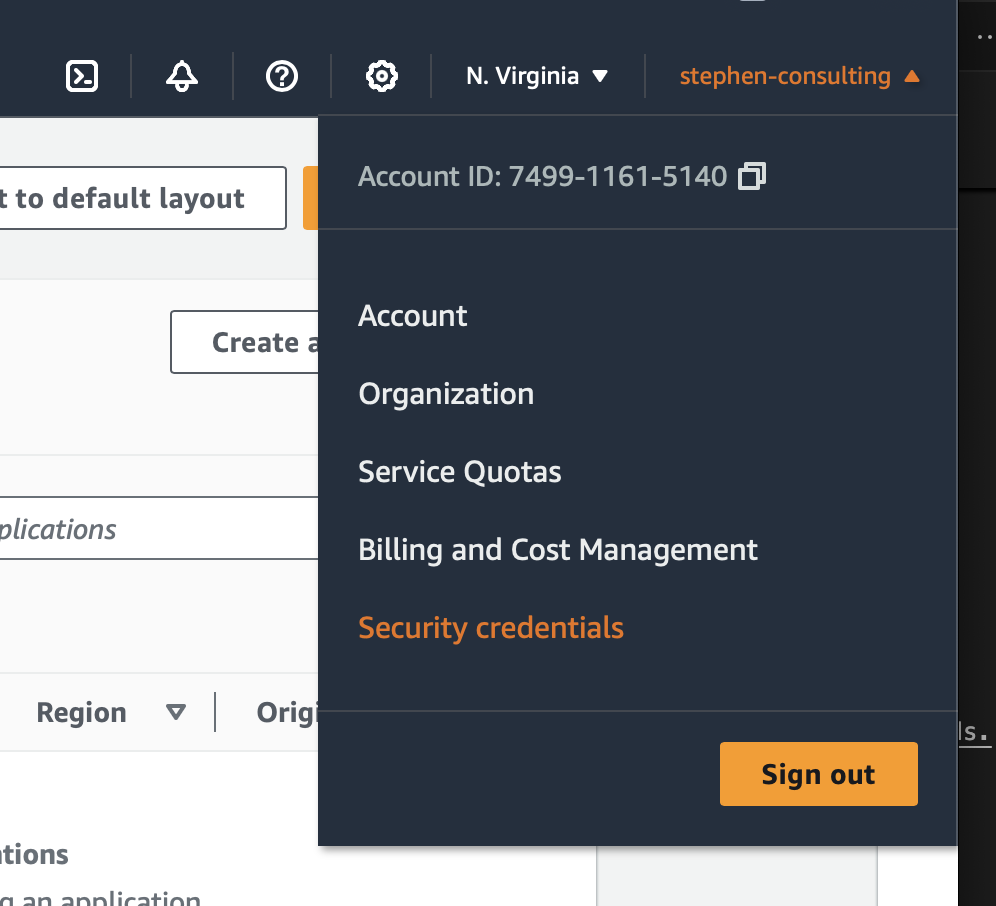 N. Virginia ▼
stephen-consulting ▲
Account ID: 7499-1161-5140
t to default layout
Create a
Account
Organization
Service Quotas
plications
Billing and Cost Management
Security credentials
Region
Origi
ls.
Sign out
ations
g an application